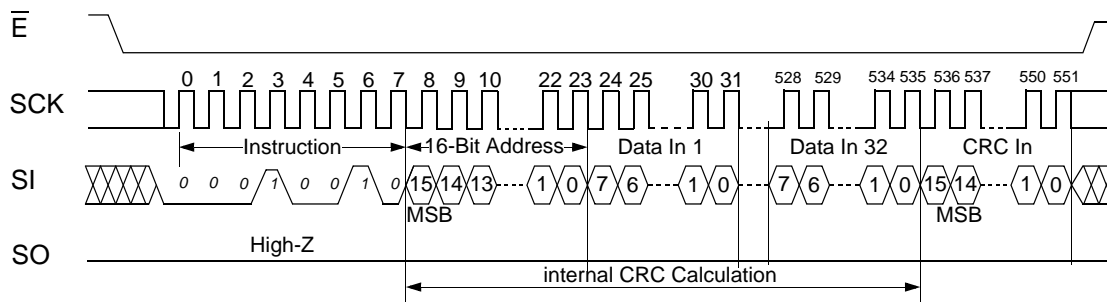 E
SCK 0 1 2 3 4 5 6 7 8 9 10 22 23 24 25 30 31 528 529 534 535 536 537 550 551
Instruction 16-Bit Address Data In 1 Data In 32 CRC In
SI 0 0 0 1 0 0 1 0 15 14 13 1 0 7 6 1 0 7 6 1 0 15 14 1 0
MSB MSB
High-Z
SO
internal CRC Calculation